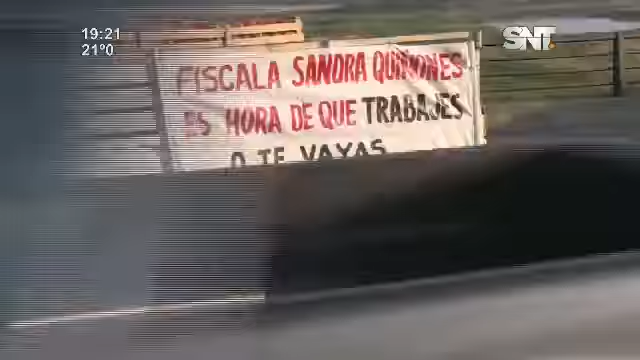 19:21
21°0
SNT.
FISCALA SANDRA QUIÑONES
ES HORA DE QUE TRABAJES
O TE VAYAS